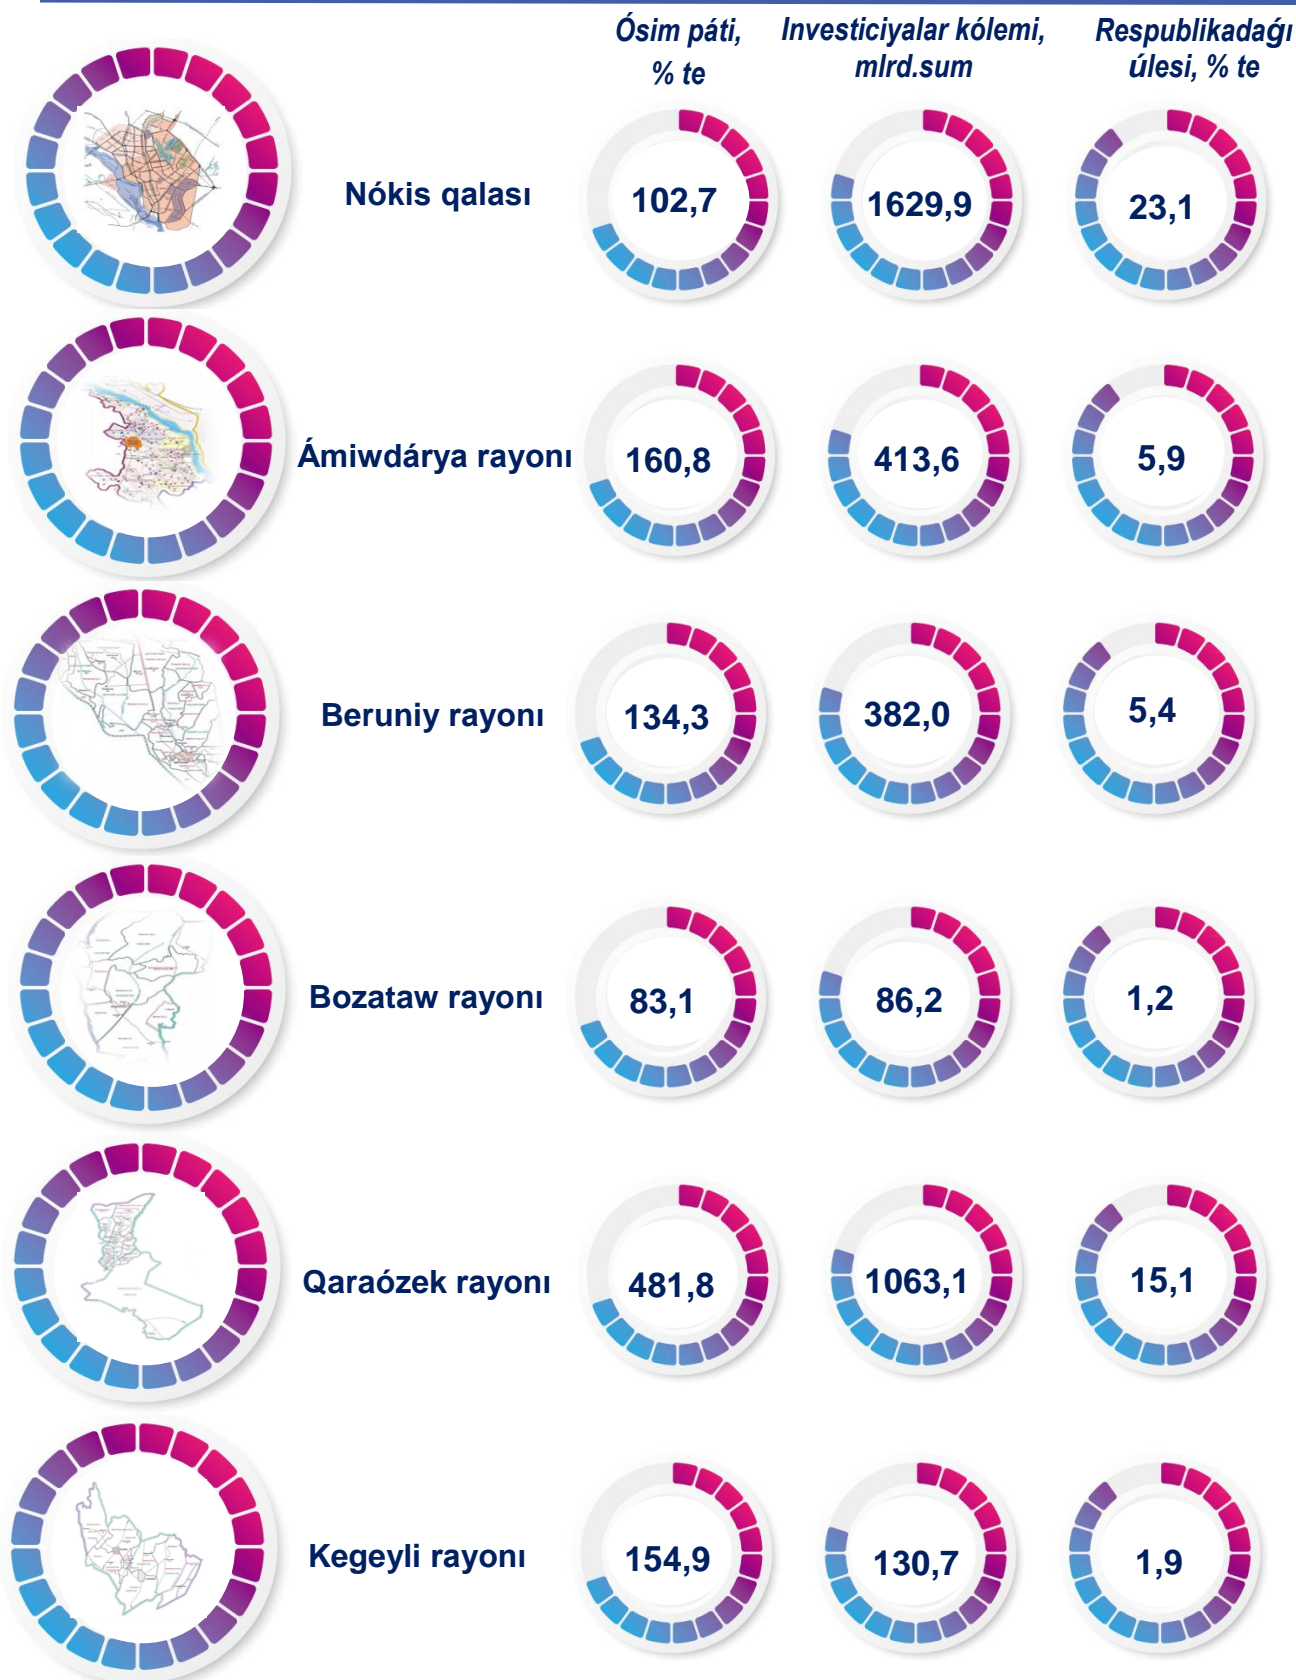 Ósim páti,
% te
Investiciyalar kólemi,
mlrd.sum
Respublikadaǵı
úlesi, % te
Nókis qalası
102,7
1629,9
23,1
Ámiwdárya rayonı
160,8
413,6
5,9
Beruniy rayonı
134,3
382,0
5,4
Bozataw rayonı
83,1
86,2
1,2
Qaraózek rayonı
481,8
1063,1
15,1
Kegeyli rayonı
154,9
130,7
1,9